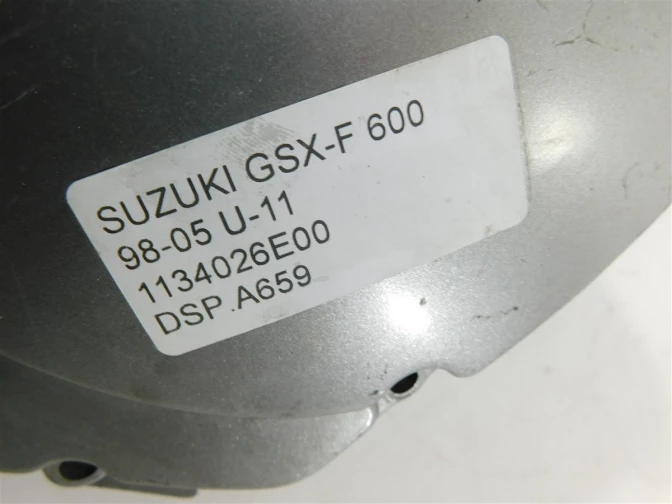 SUZUKI GSX-F 600
98-05 U-11
1134026E00
DSP.A659